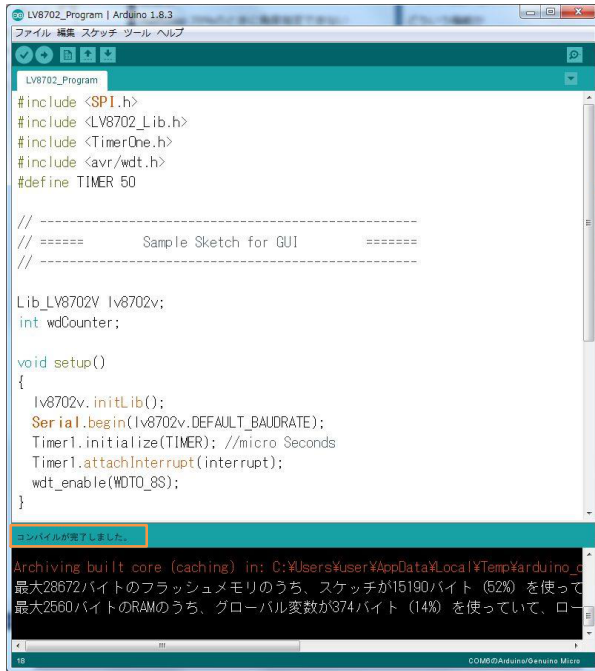 LV8702_Program | Arduino 1.8.3
ファイル 編集 スケッチ ツール ヘルプ
LV8702_Program
#include <SPI.h>
#include <LV8702_Lib.h>
#include <TimerOne.h>
#include <avr/wdt.h>
#define TIMER 50
// ---------------------------------------------------
// ====== Sample Sketch for GUI =======
// ---------------------------------------------------
Lib_LV8702V lv8702v;
int wdCounter;
void setup()
{
lv8702v.initLib();
Serial.begin(lv8702v.DEFAULT_BAUDRATE);
Timer1.initialize(TIMER); //micro Seconds
Timer1.attachInterrupt(interrupt);
wdt_enable(WDTO_8S);
}
コンパイルが完了しました。
Archiving built core (caching) in: C:¥Users¥user¥AppData¥Local¥Temp¥arduino_c
最大28672バイトのフラッシュメモリのうち、スケッチが15190バイト (52%) を使って
最大2560バイトのRAMのうち、グローバル変数が374バイト (14%) を使っていて、ロー
18
COM6のArduino/Genuino Micro